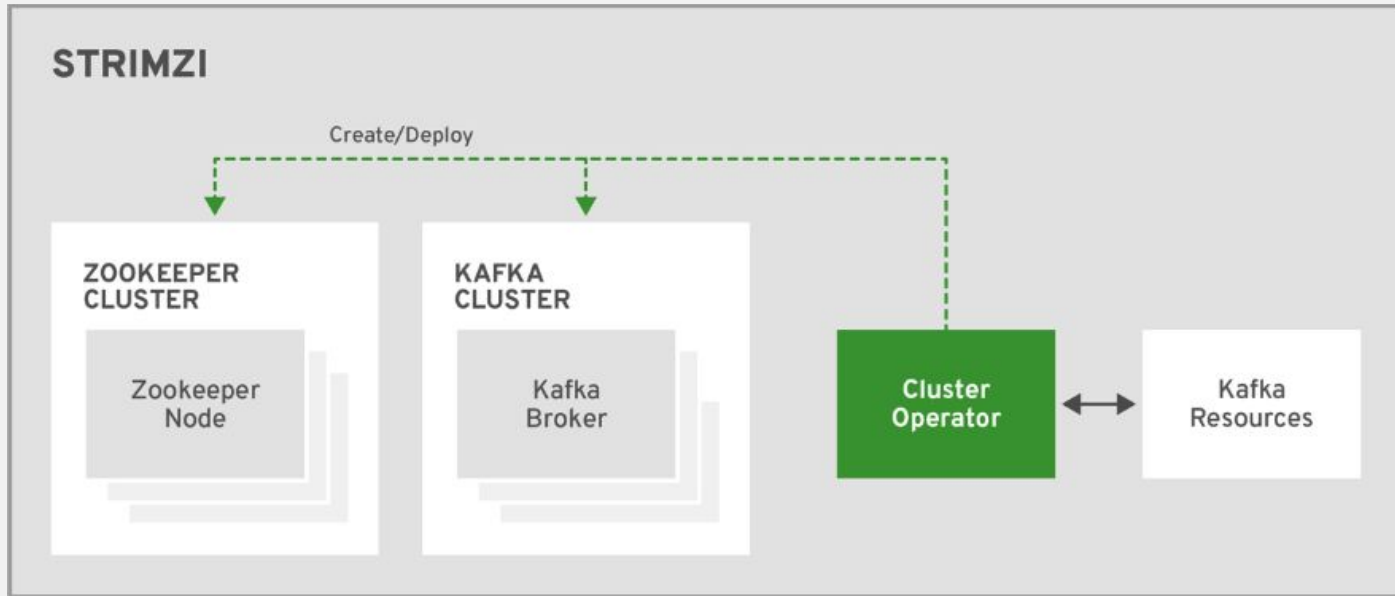 STRIMZI
Create/Deploy
ZOOKEEPER
CLUSTER
Zookeeper
Node
KAFKA
CLUSTER
Kafka
Broker
Cluster
Operator
Kafka
Resources